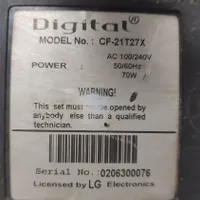 Digital
MODEL No. : CF-21T27X
POWER : AC 100/240V
50/60Hz
70W
WARNING!
This set must be opened by
anybody else than a qualified
technician.
Serial No.: 0206300076
Licensed by LG Electronics